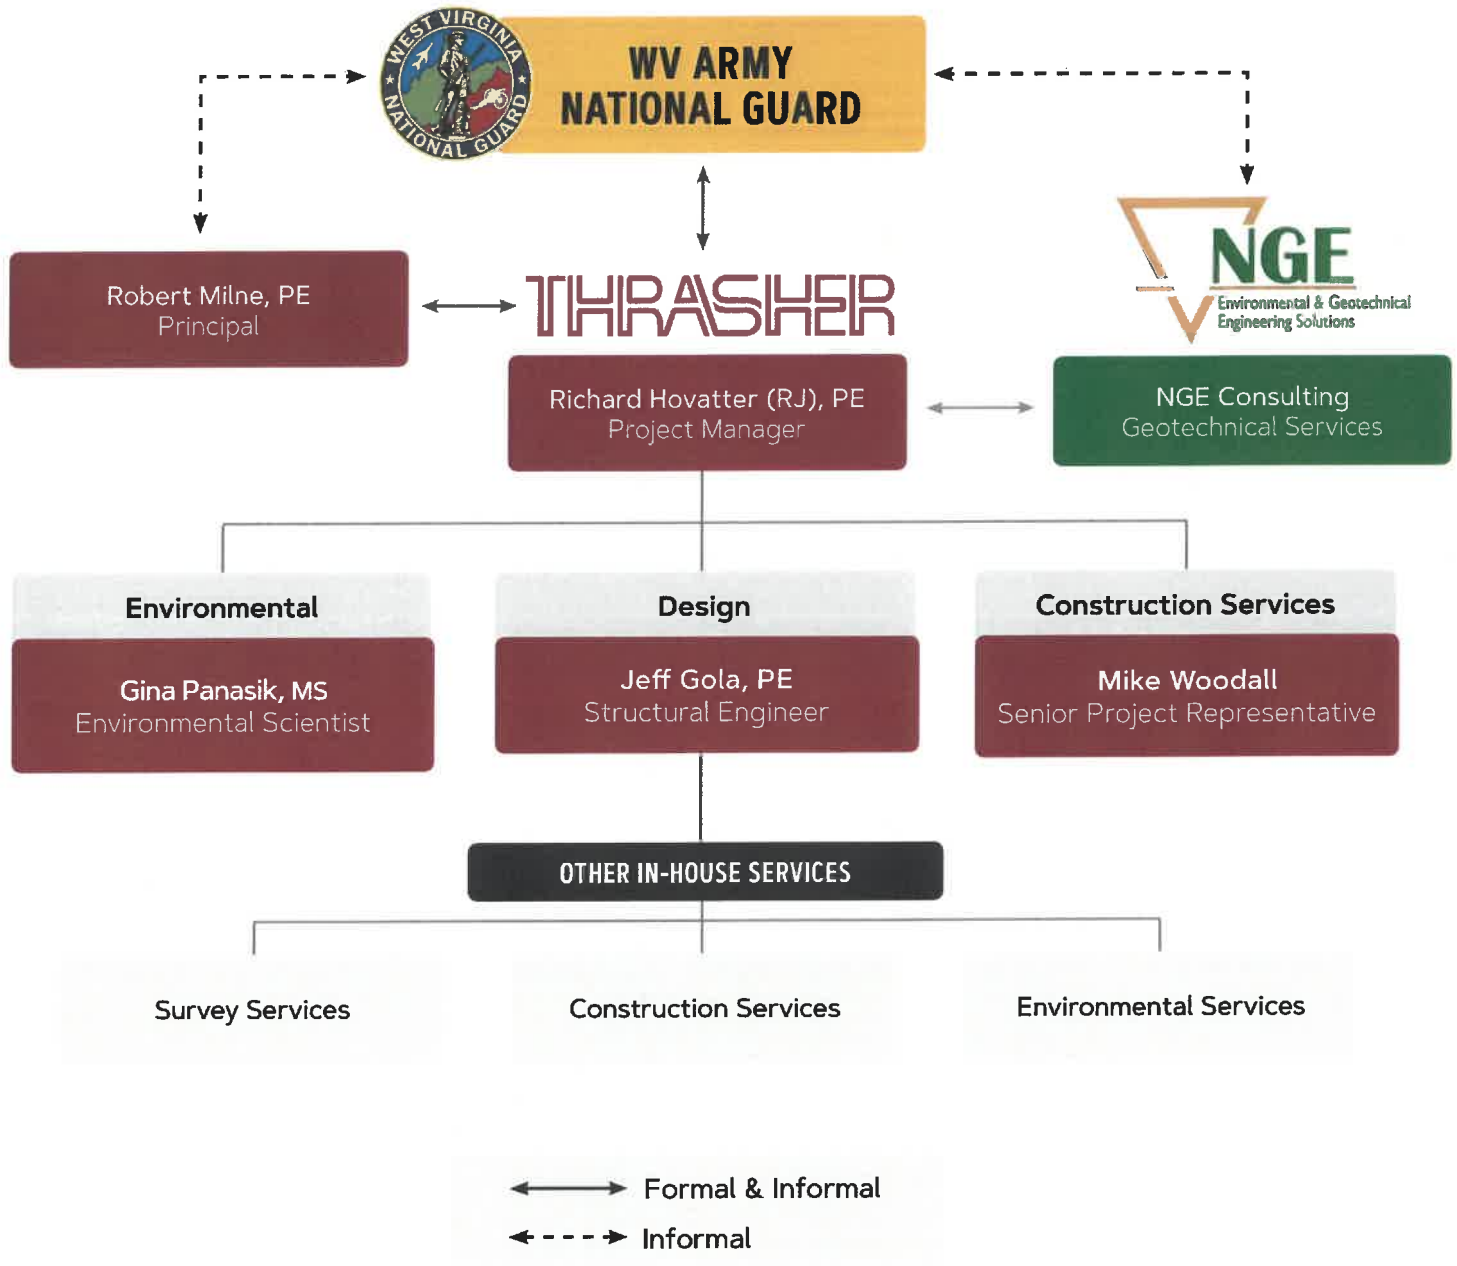 WEST VIRGINIA
NATIONAL GUARD
WV ARMY
NATIONAL GUARD
Robert Milne, PE
Principal
THRASHER
NGE
Environmental & Geotechnical
Engineering Solutions
Richard Hovatter (RJ), PE
Project Manager
NGE Consulting
Geotechnical Services
Environmental
Design
Construction Services
Gina Panasik, MS
Environmental Scientist
Jeff Gola, PE
Structural Engineer
Mike Woodall
Senior Project Representative
OTHER IN-HOUSE SERVICES
Survey Services
Construction Services
Environmental Services
Formal & Informal
Informal